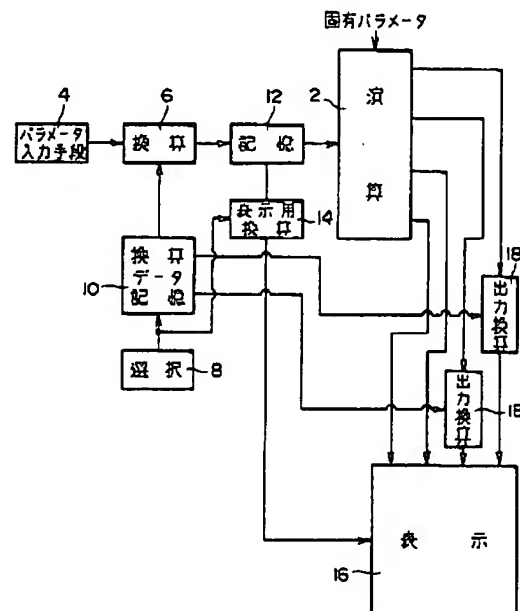 固有パラメータ
4
6
12
2
パラメータ
入力手段
換算
記憶
演算
表示用
換算
14
換算
データ
記憶
10
18
出力換算
選択
8
出力換算
18
表示
16